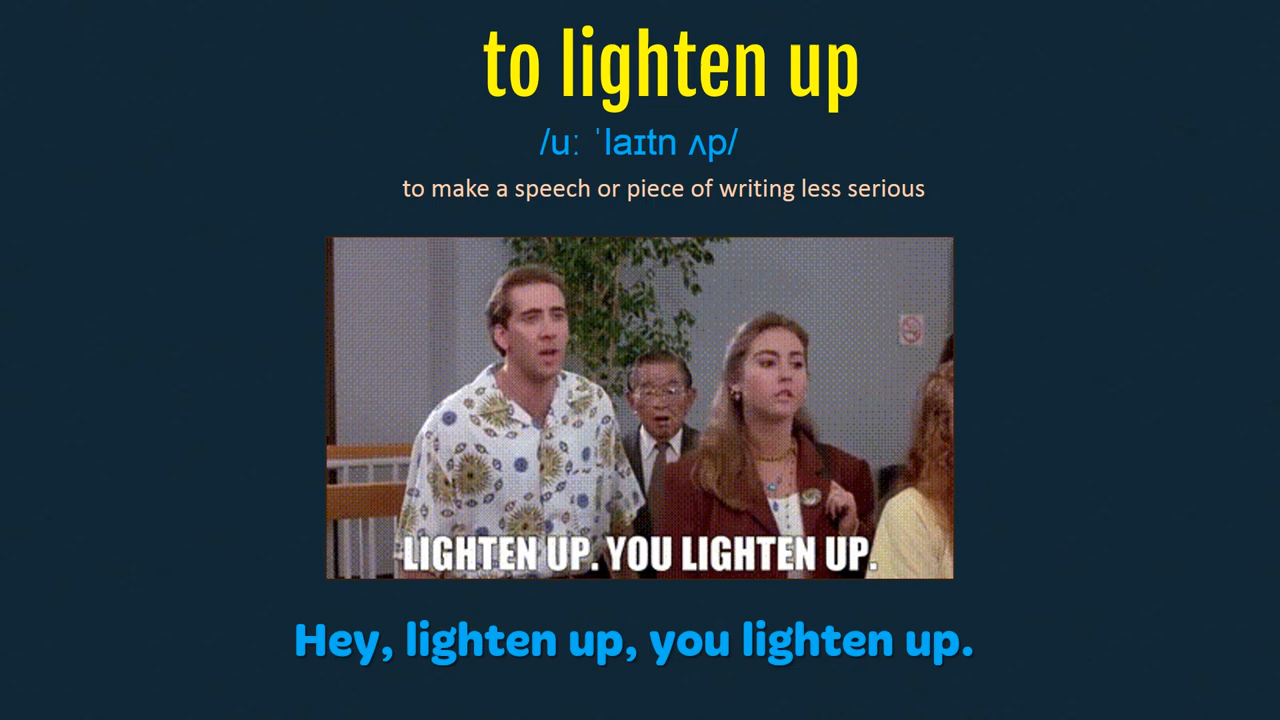 to lighten up
/uː ˈlaɪtn ʌp/
to make a speech or piece of writing less serious
LIGHTEN UP. YOU LIGHTEN UP.
Hey, lighten up, you lighten up.